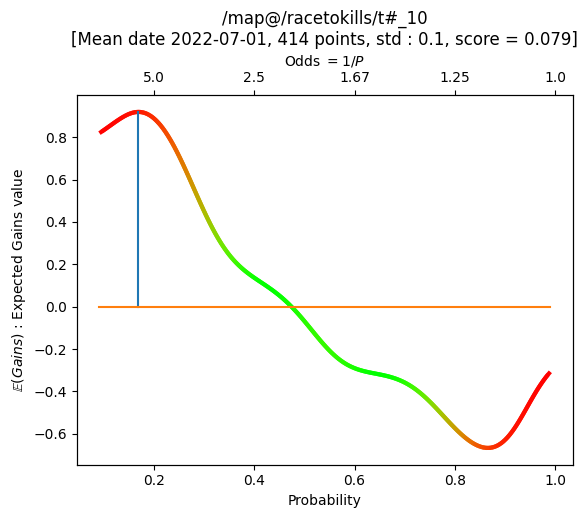 /map@/racetokills/t#_10
[Mean date 2022-07-01, 414 points, std : 0.1, score = 0.079]
Odds = 1/P
5.0 2.5 1.67 1.25 1.0
0.8
0.6
0.4
0.2
0.0
−0.2
−0.4
−0.6
𝔼(Gains) : Expected Gains value
0.2 0.4 0.6 0.8 1.0
Probability